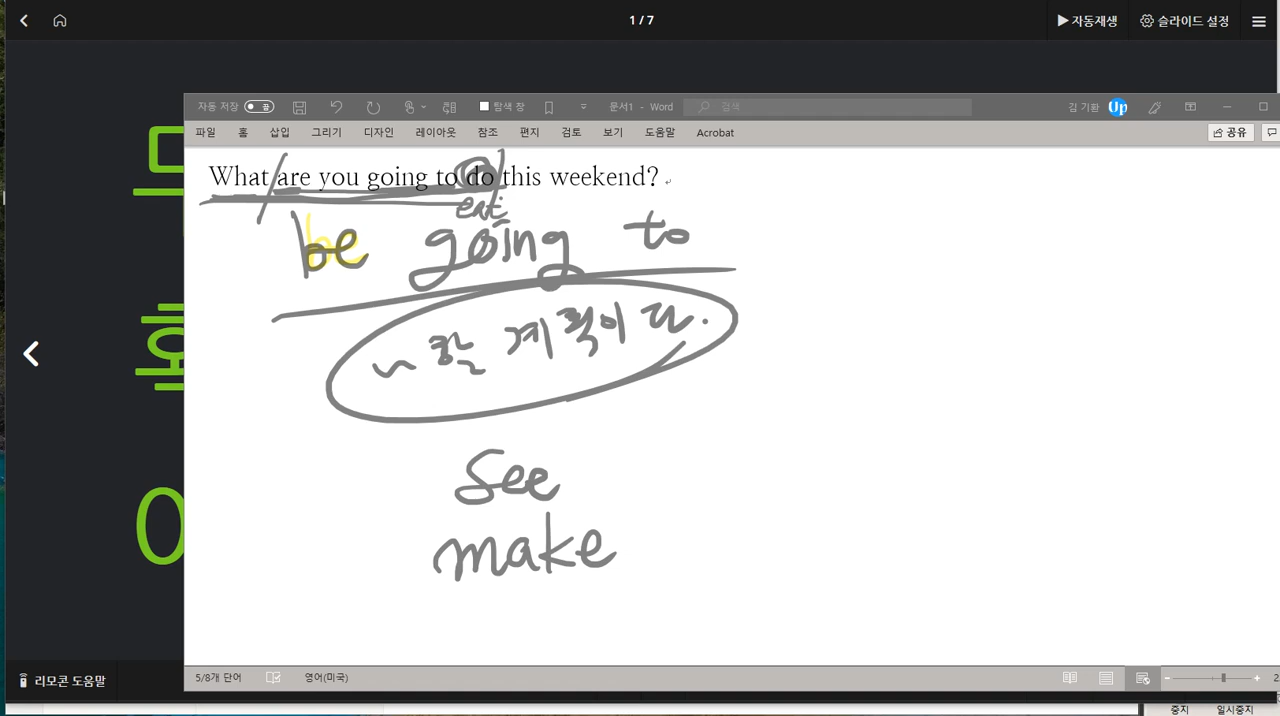 1 / 7
자동재생
슬라이드 설정
자동 저장
탐색 창
문서1 - Word
검색
김 기환
Up
파일 홈 삽입 그리기 디자인 레이아웃 참조 편지 검토 보기 도움말 Acrobat
공유
What are you going to do this weekend?
eat
be going to
~할 계획이다.
see
make
5/8개 단어
영어(미국)
리모콘 도움말
중지
일시중지